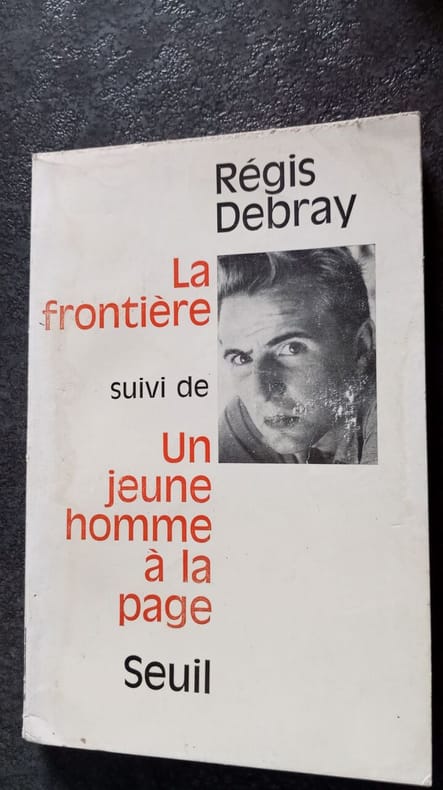 Régis
Debray
La
frontière
suivi de
Un
jeune
homme
à la
page
Seuil